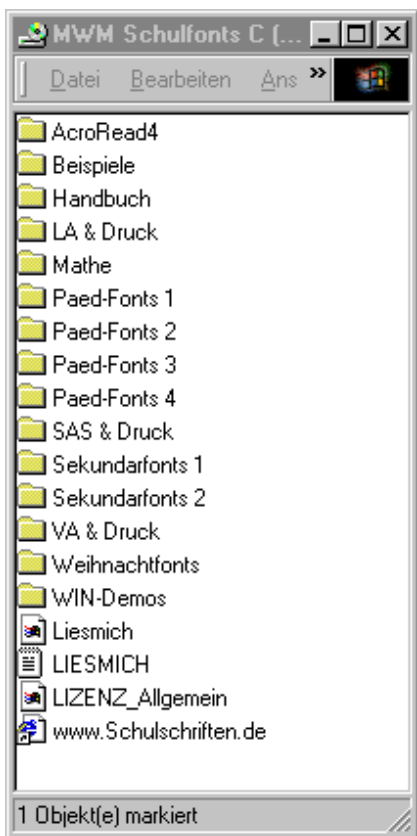 MWM Schulfonts C (...
Datei Bearbeiten Ans »
AcroRead4
Beispiele
Handbuch
LA & Druck
Mathe
Paed-Fonts 1
Paed-Fonts 2
Paed-Fonts 3
Paed-Fonts 4
SAS & Druck
Sekundarfonts 1
Sekundarfonts 2
VA & Druck
Weihnachtfonts
WIN-Demos
Liesmich
LIESMICH
LIZENZ_Allgemein
www.Schulschriften.de
1 Objekt(e) markiert